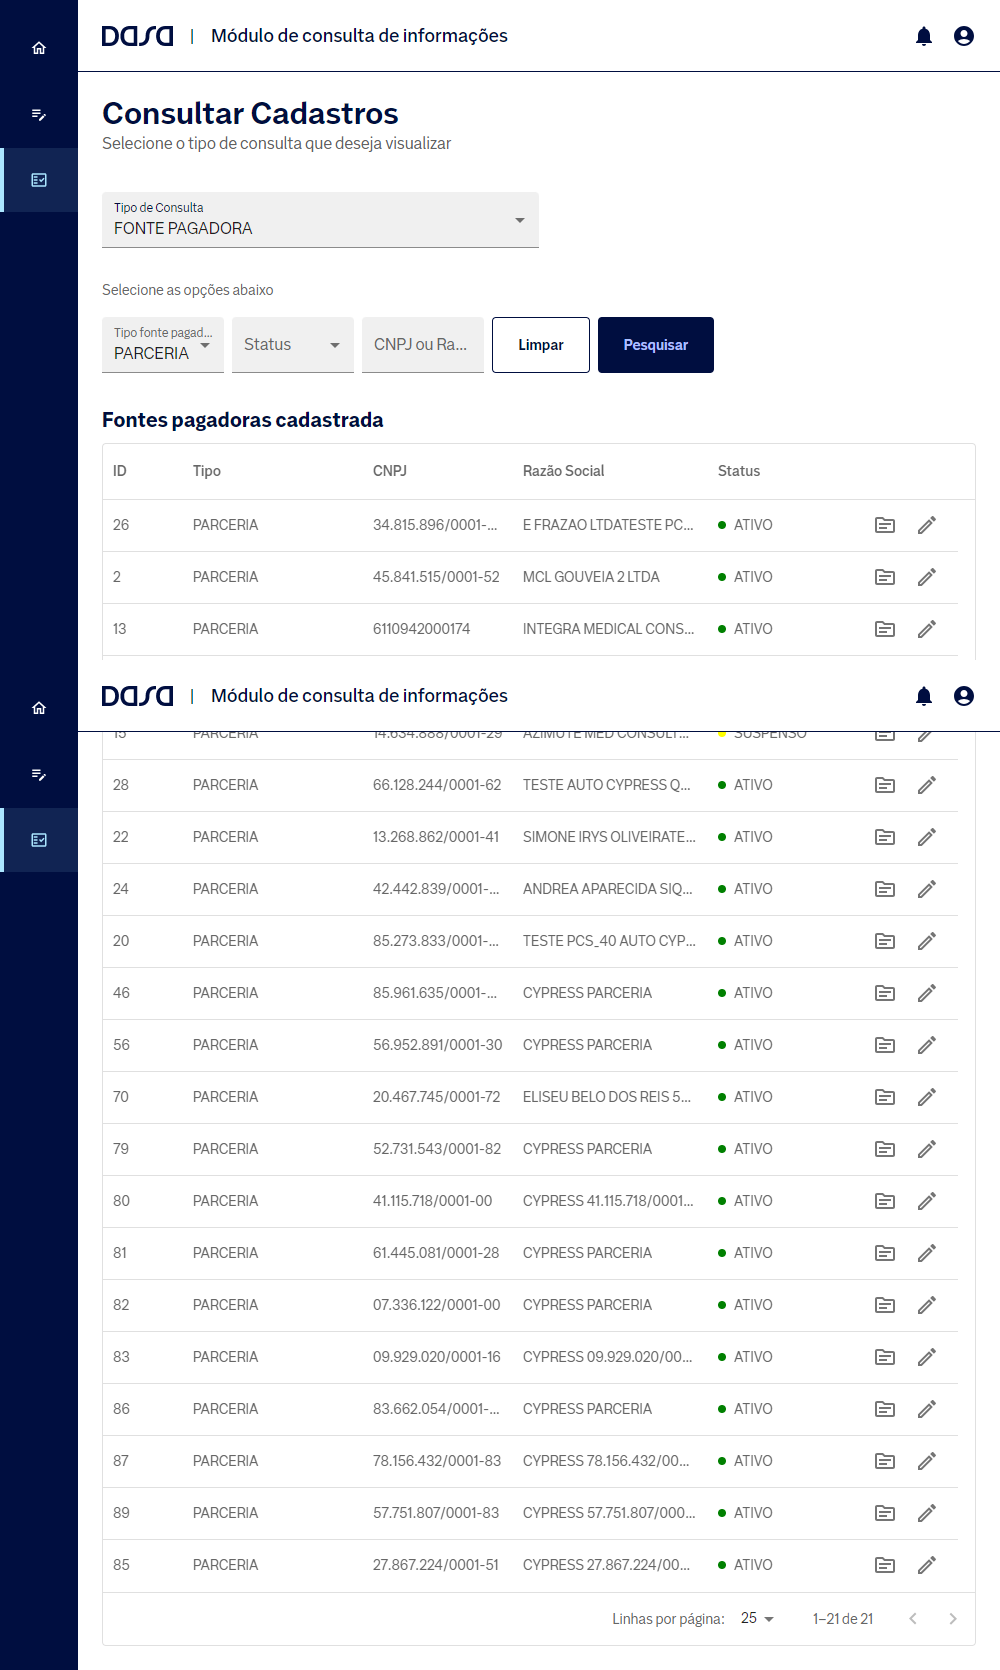 DASA | Módulo de consulta de informações
Consultar Cadastros
Selecione o tipo de consulta que deseja visualizar
Tipo de Consulta
FONTE PAGADORA
Selecione as opções abaixo
Tipo fonte pagad...
PARCERIA
Status
CNPJ ou Ra...
Limpar
Pesquisar
Fontes pagadoras cadastrada
ID Tipo CNPJ Razão Social Status
26 PARCERIA 34.815.896/0001-... E FRAZAO LTDATESTE PC... ATIVO
2 PARCERIA 45.841.515/0001-52 MCL GOUVEIA 2 LTDA ATIVO
13 PARCERIA 6110942000174 INTEGRA MEDICAL CONS... ATIVO
DASA | Módulo de consulta de informações
15 PARCERIA 14.634.888/0001-29 AZIMUTE MED CONSULT... SUSPENSO
28 PARCERIA 66.128.244/0001-62 TESTE AUTO CYPRESS Q... ATIVO
22 PARCERIA 13.268.862/0001-41 SIMONE IRYS OLIVEIRATE... ATIVO
24 PARCERIA 42.442.839/0001-... ANDREA APARECIDA SIQ... ATIVO
20 PARCERIA 85.273.833/0001-... TESTE PCS_40 AUTO CYP... ATIVO
46 PARCERIA 85.961.635/0001-... CYPRESS PARCERIA ATIVO
56 PARCERIA 56.952.891/0001-30 CYPRESS PARCERIA ATIVO
70 PARCERIA 20.467.745/0001-72 ELISEU BELO DOS REIS 5... ATIVO
79 PARCERIA 52.731.543/0001-82 CYPRESS PARCERIA ATIVO
80 PARCERIA 41.115.718/0001-00 CYPRESS 41.115.718/0001... ATIVO
81 PARCERIA 61.445.081/0001-28 CYPRESS PARCERIA ATIVO
82 PARCERIA 07.336.122/0001-00 CYPRESS PARCERIA ATIVO
83 PARCERIA 09.929.020/0001-16 CYPRESS 09.929.020/00... ATIVO
86 PARCERIA 83.662.054/0001-... CYPRESS PARCERIA ATIVO
87 PARCERIA 78.156.432/0001-83 CYPRESS 78.156.432/00... ATIVO
89 PARCERIA 57.751.807/0001-83 CYPRESS 57.751.807/000... ATIVO
85 PARCERIA 27.867.224/0001-51 CYPRESS 27.867.224/00... ATIVO
Linhas por página: 25 1–21 de 21